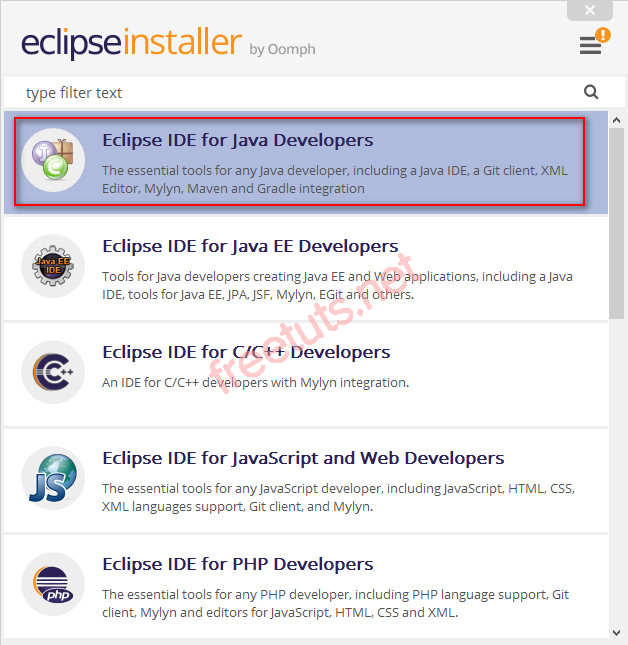 eclipseinstaller by Oomph
!
type filter text
Eclipse IDE for Java Developers
The essential tools for any Java developer, including a Java IDE, a Git client, XML
Editor, Mylyn, Maven and Gradle integration
J
C
Eclipse IDE for Java EE Developers
Java EE
IDE
Tools for Java developers creating Java EE and Web applications, including a Java
IDE, tools for Java EE, JPA, JSF, Mylyn, EGit and others.
freetuts.net
Eclipse IDE for C/C++ Developers
C++
An IDE for C/C++ developers with Mylyn integration.
Eclipse IDE for JavaScript and Web Developers
JS
The essential tools for any JavaScript developer, including JavaScript, HTML, CSS,
XML languages support, Git client, and Mylyn.
Eclipse IDE for PHP Developers
php
The essential tools for any PHP developer, including PHP language support, Git
client, Mylyn and editors for JavaScript, HTML, CSS and XML.